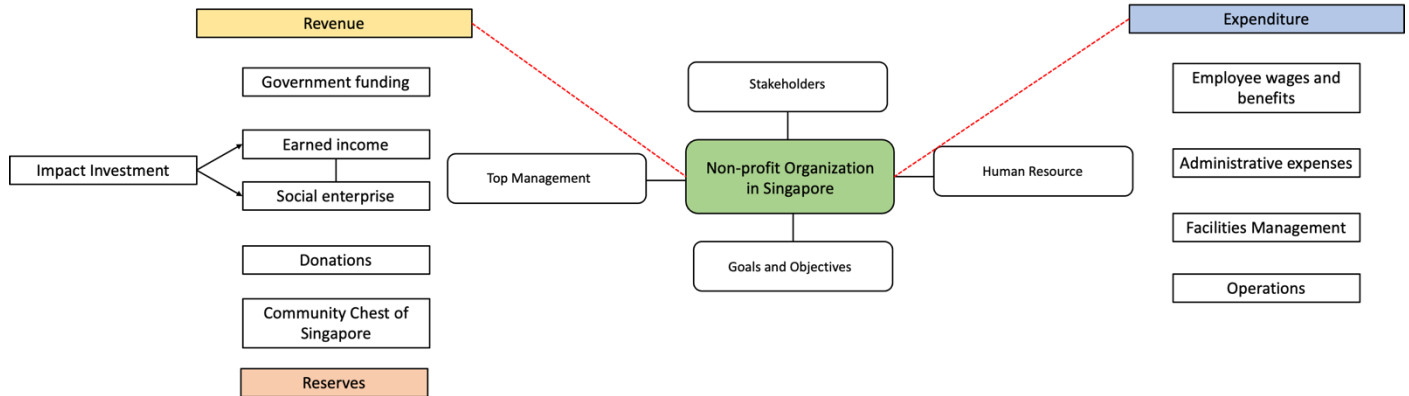 Revenue
Government funding
Impact Investment
Earned income
Social enterprise
Donations
Community Chest of
Singapore
Reserves
Stakeholders
Top Management
Non-profit Organization
in Singapore
Human Resource
Goals and Objectives
Expenditure
Employee wages and
benefits
Administrative expenses
Facilities Management
Operations